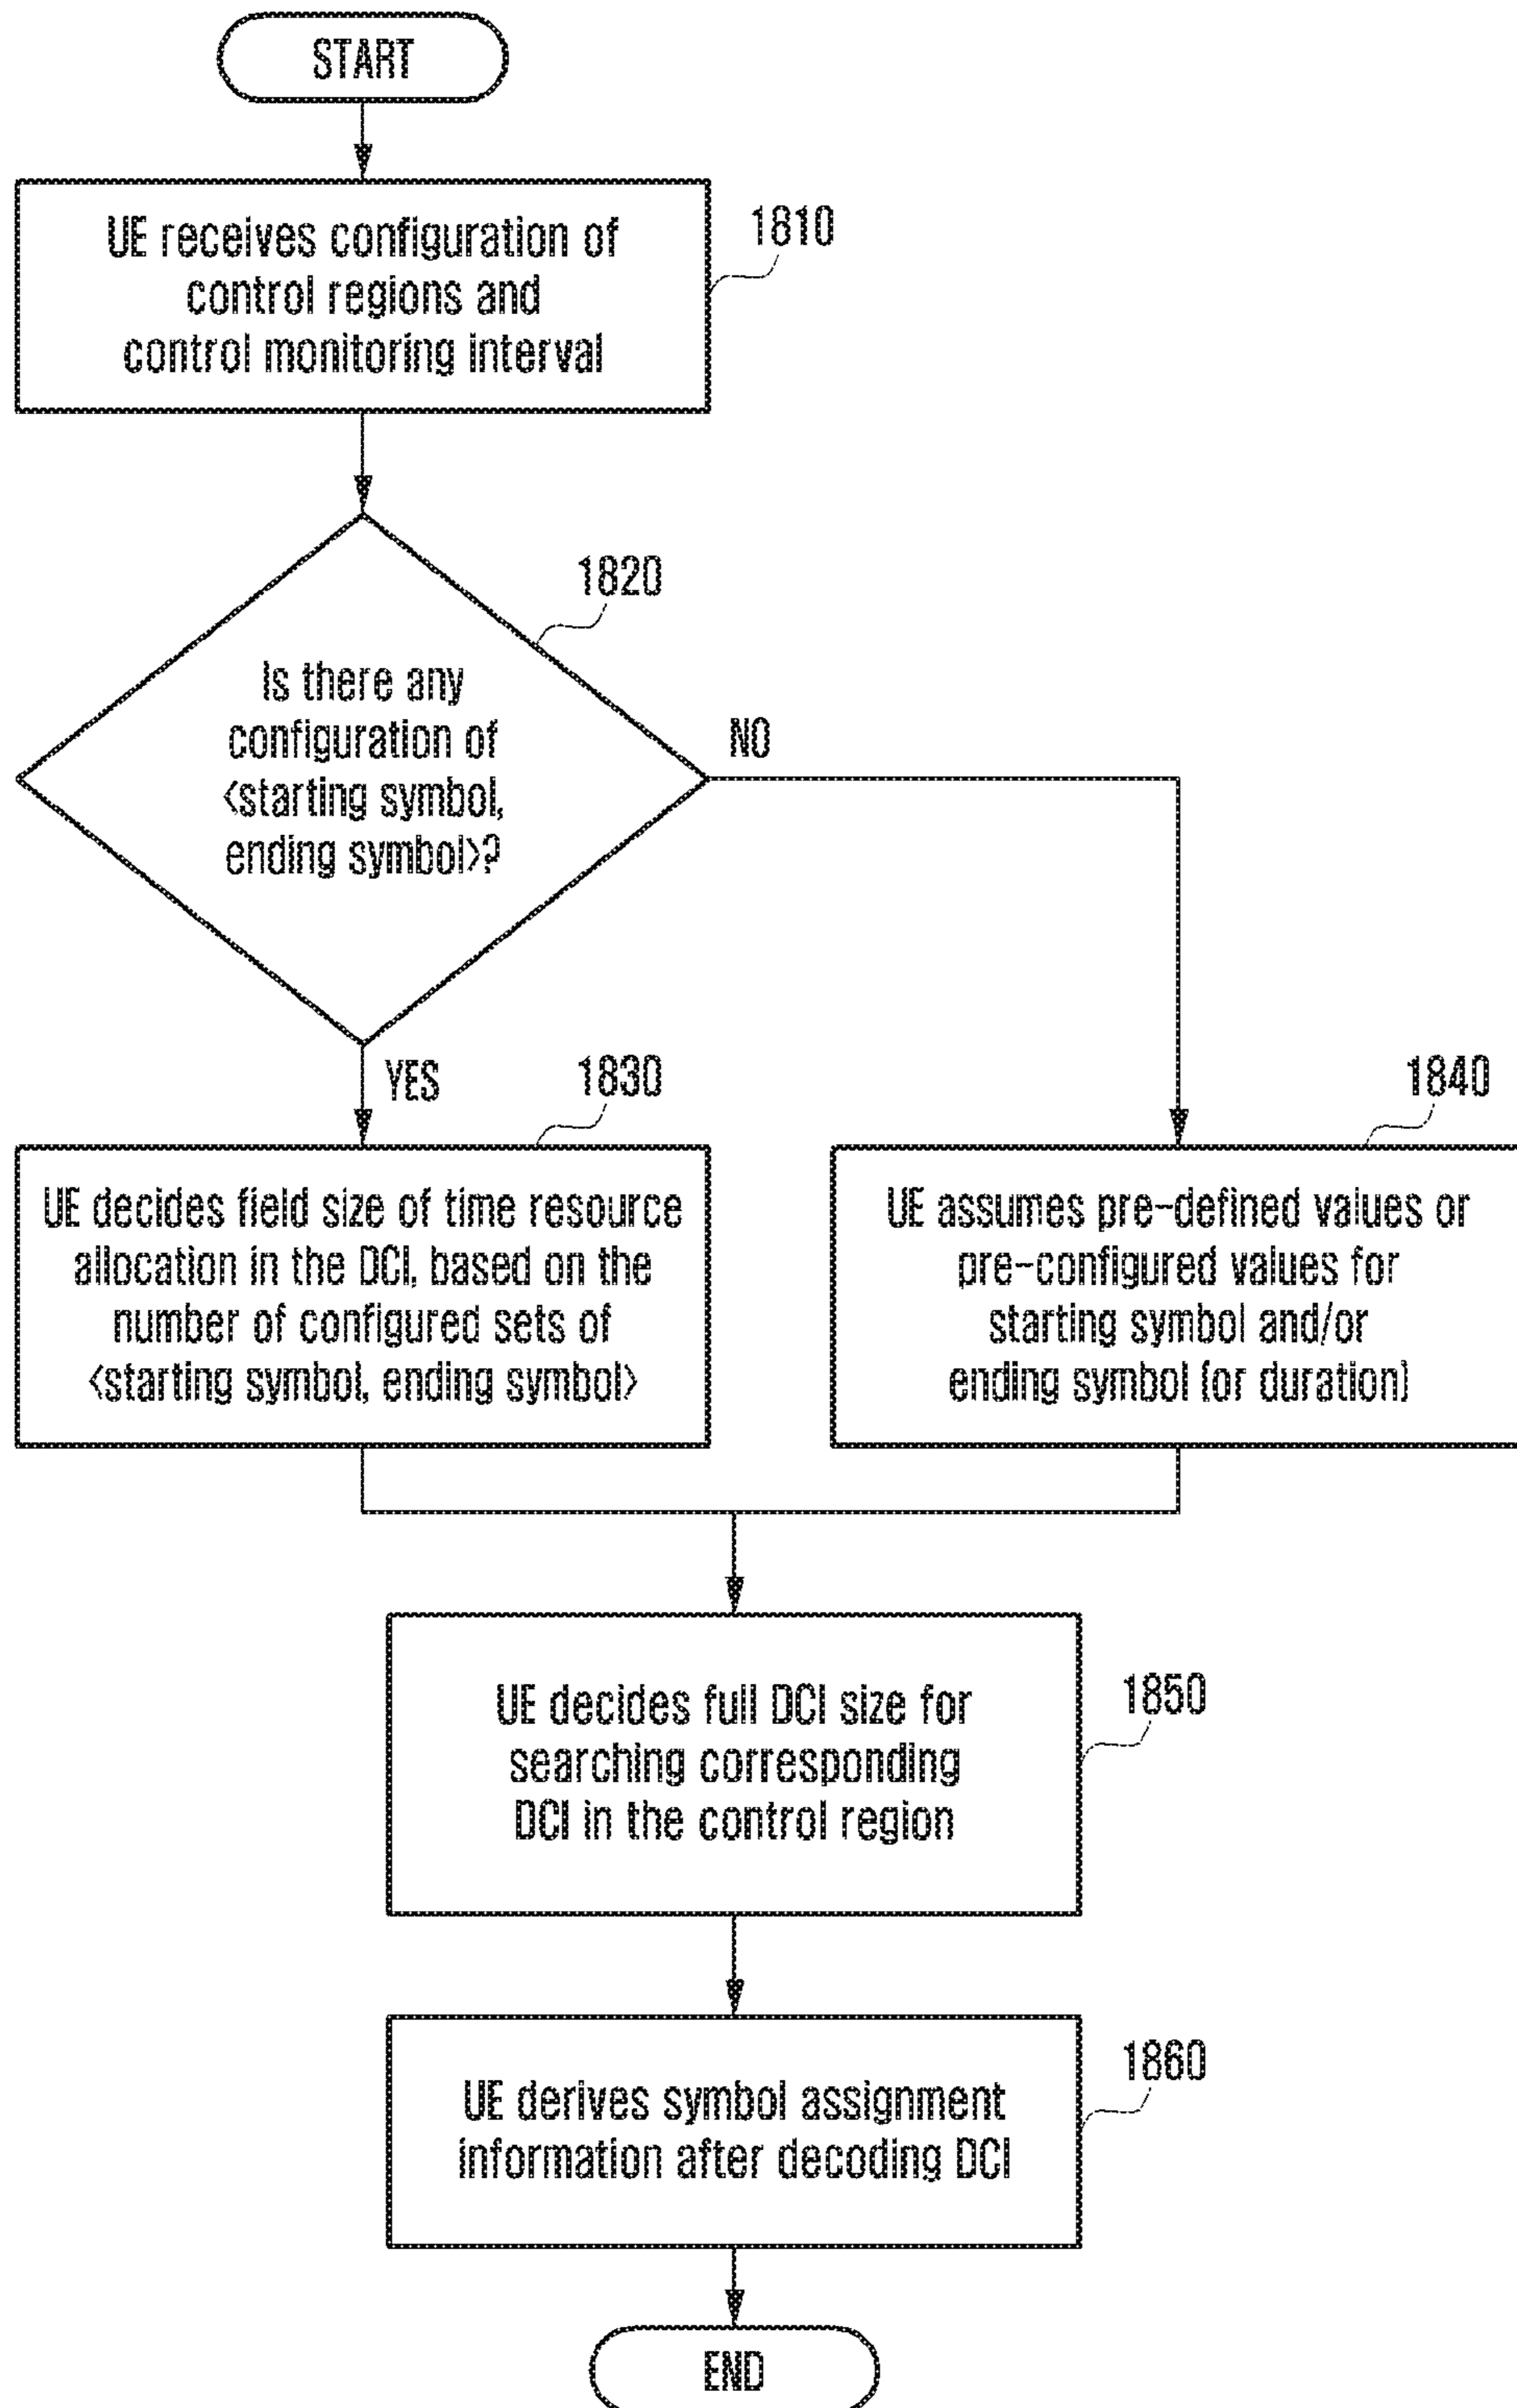 START
UE receives configuration of
control regions and
control monitoring interval
1810
1820
Is there any
configuration of
<starting symbol,
ending symbol>?
NO
YES
1830
1840
UE decides field size of time resource
allocation in the DCI, based on the
number of configured sets of
<starting symbol, ending symbol>
UE assumes pre-defined values or
pre-configured values for
starting symbol and/or
ending symbol (or duration)
UE decides full DCI size for
searching corresponding
DCI in the control region
1850
UE derives symbol assignment
information after decoding DCI
1860
END